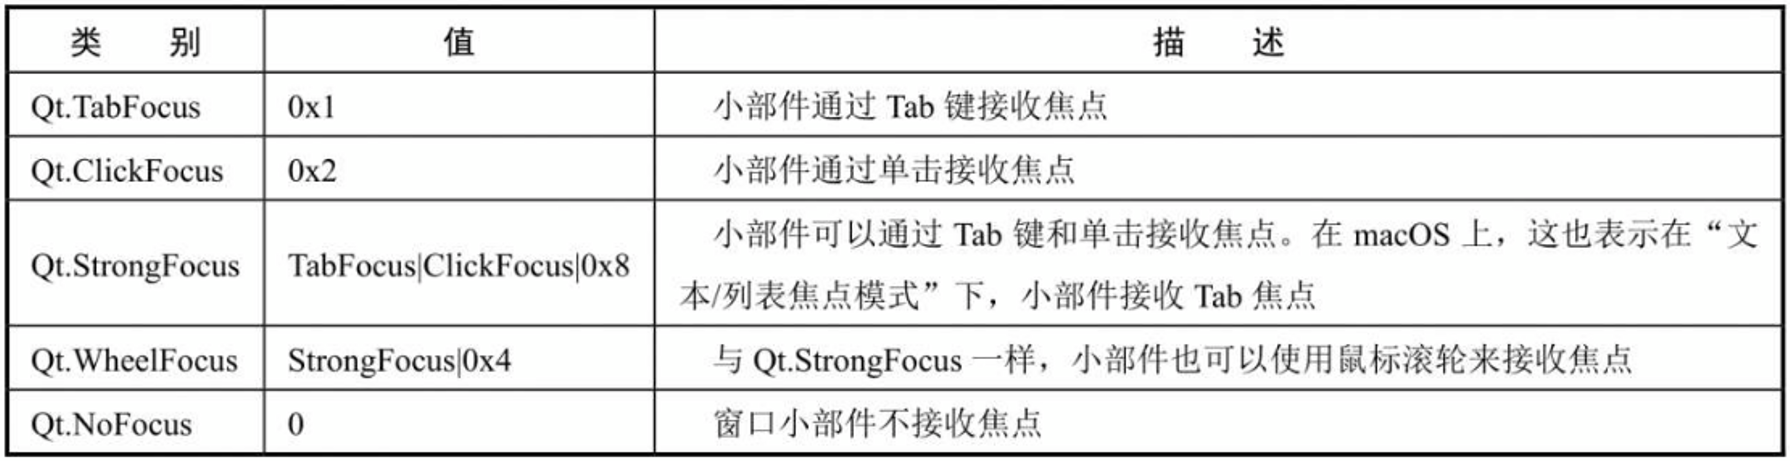 类 别 值 描 述
Qt.TabFocus 0x1 小部件通过 Tab 键接收焦点
Qt.ClickFocus 0x2 小部件通过单击接收焦点
小部件可以通过 Tab 键和单击接收焦点。在 macOS 上，这也表示在“文
Qt.StrongFocus TabFocus|ClickFocus|0x8
本/列表焦点模式”下，小部件接收 Tab 焦点
Qt.WheelFocus StrongFocus|0x4 与 Qt.StrongFocus 一样，小部件也可以使用鼠标滚轮来接收焦点
Qt.NoFocus 0 窗口小部件不接收焦点